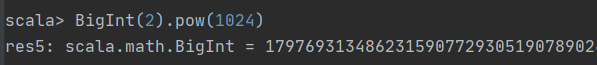 scala> BigInt(2).pow(1024)
res5: scala.math.BigInt = 179769313486231590772930519078902